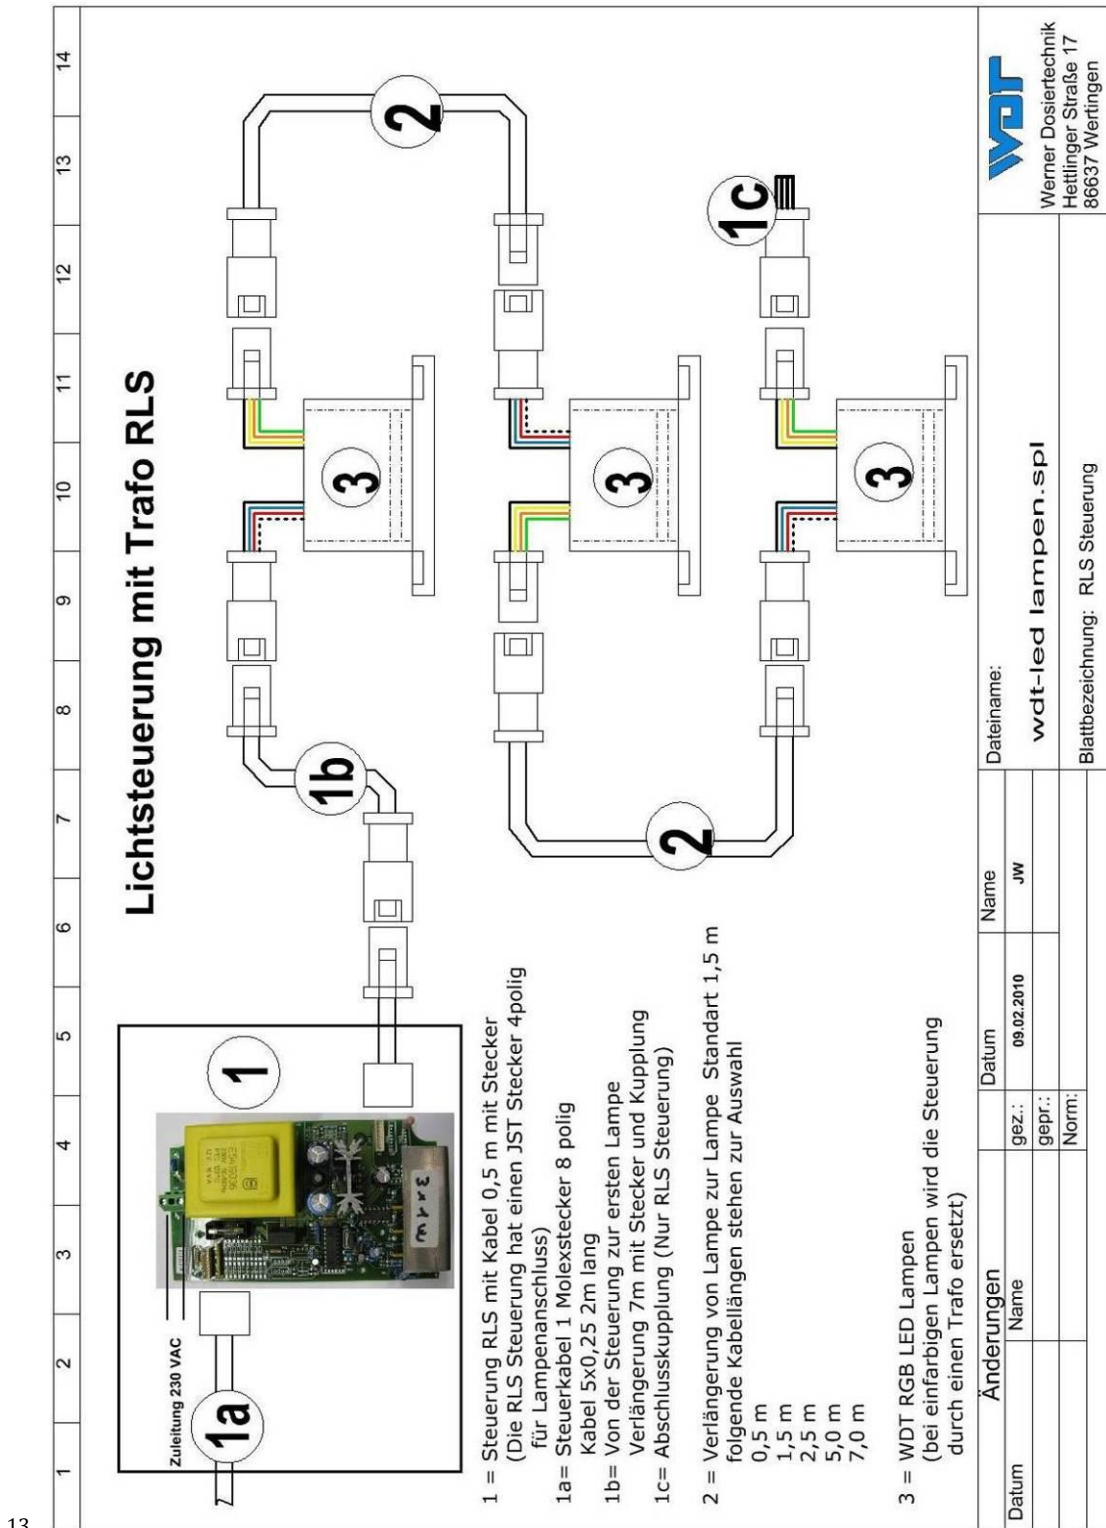 1 2 3 4 5 6 7 8 9 10 11 12 13 14
Lichtsteuerung mit Trafo RLS
Zuleitung 230 VAC
1a
1
3 x 1 W
1b
2
3
3
2
3
1c
1 = Steuerung RLS mit Kabel 0,5 m mit Stecker
(Die RLS Steuerung hat einen JST Stecker 4polig
für Lampenanschluss)
1a= Steuerkabel 1 Molexstecker 8 polig
Kabel 5x0,25 2m lang
1b= Von der Steuerung zur ersten Lampe
Verlängerung 7m mit Stecker und Kupplung
1c= Abschlusskupplung (Nur RLS Steuerung)
2 = Verlängerung von Lampe zur Lampe Standart 1,5 m
folgende Kabellängen stehen zur Auswahl
0,5 m
1,5 m
2,5 m
5,0 m
7,0 m
3 = WDT RGB LED Lampen
(bei einfarbigen Lampen wird die Steuerung
durch einen Trafo ersetzt)
Änderungen
Datum Name
Datum Name
gez.: 09.02.2010 JW
gepr.:
Norm:
Dateiname:
wdt-led lampen.spl
Blattbezeichnung: RLS Steuerung
WDT
Werner Dosiertechnik
Hettlinger Straße 17
86637 Wertingen
13